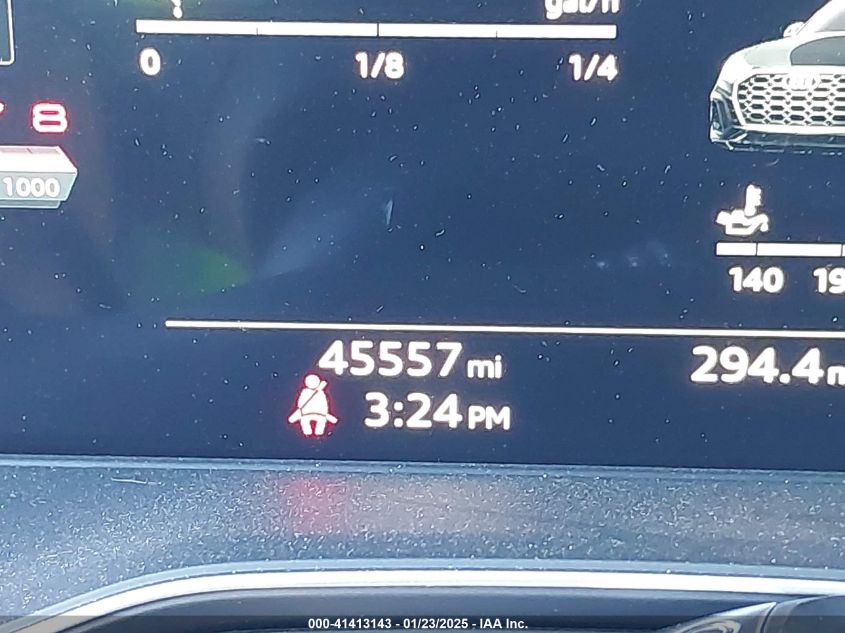 gal/h
0 1/8 1/4
8
1000
140
45557 mi 294.4
3:24 PM
000-41413143 - 01/23/2025 - IAA Inc.